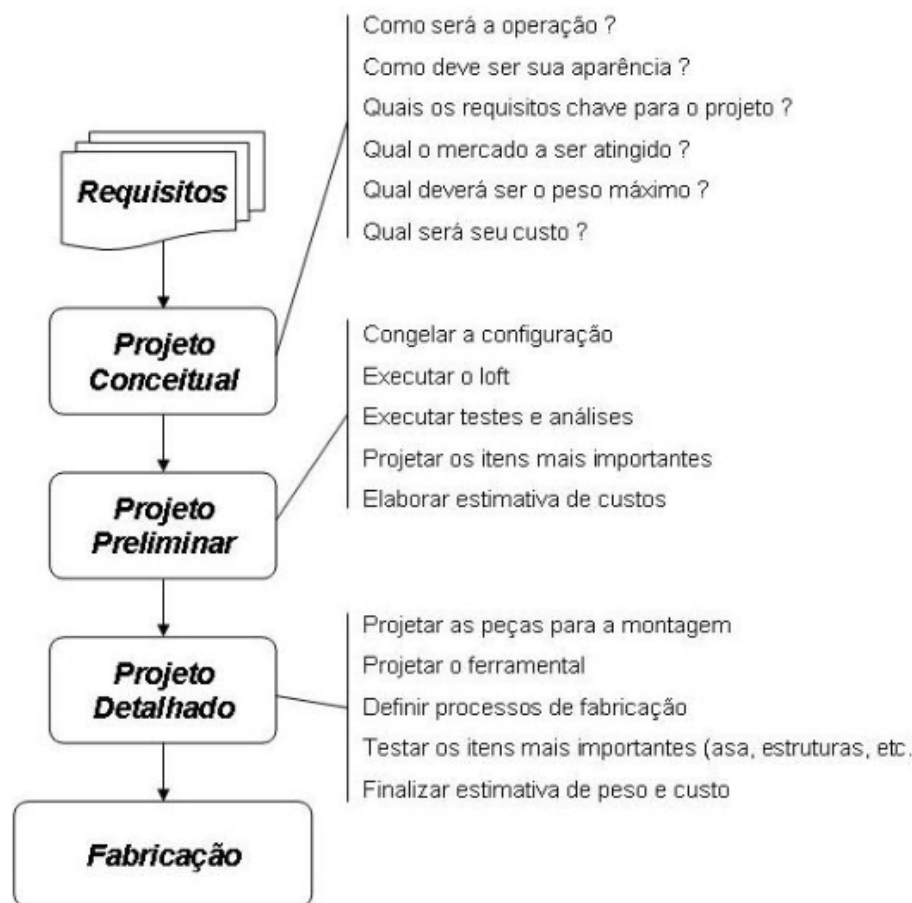 Como será a operação ?
Como deve ser sua aparência ?
Quais os requisitos chave para o projeto ?
Qual o mercado a ser atingido ?
Qual deverá ser o peso máximo ?
Qual será seu custo ?
Requisitos
Projeto
Conceitual
Congelar a configuração
Executar o loft
Executar testes e análises
Projetar os itens mais importantes
Elaborar estimativa de custos
Projeto
Preliminar
Projetar as peças para a montagem
Projetar o ferramental
Definir processos de fabricação
Testar os itens mais importantes (asa, estruturas, etc.
Finalizar estimativa de peso e custo
Projeto
Detalhado
Fabricação